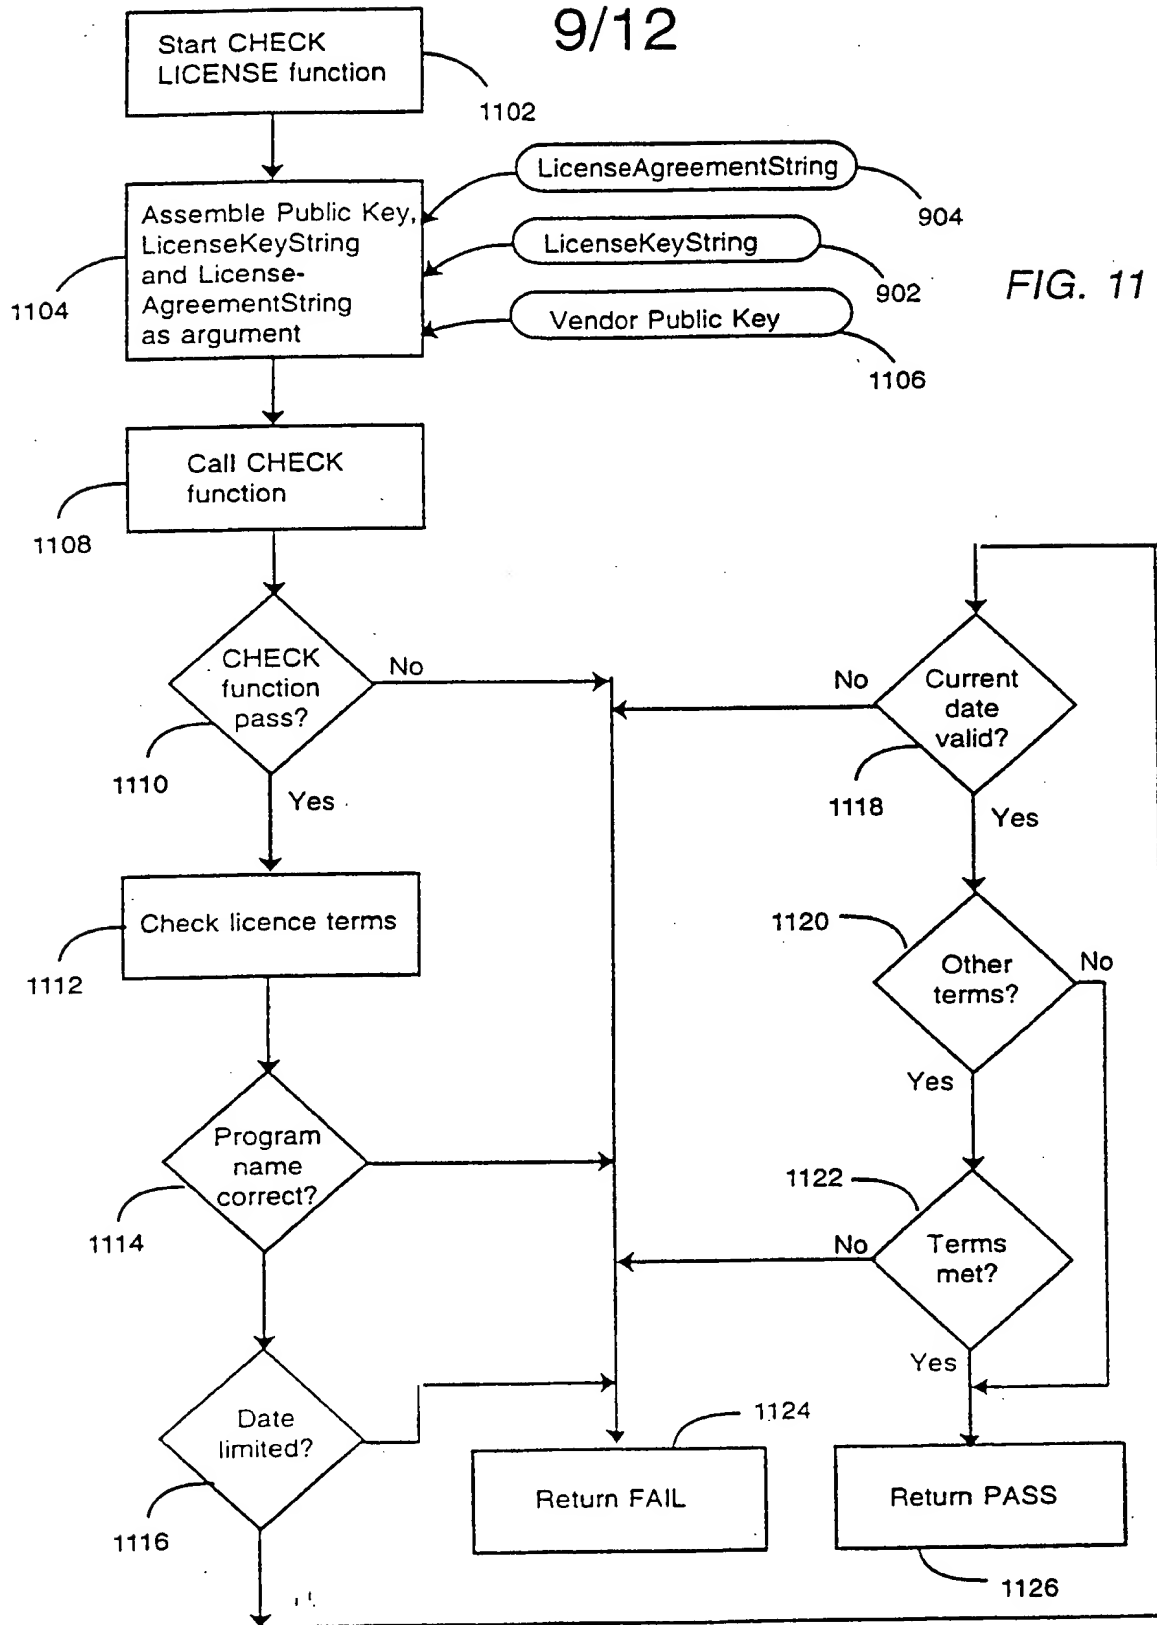 9/12
Start CHECK
LICENSE function
1102
LicenseAgreementString
904
Assemble Public Key,
LicenseKeyString
and License-
AgreementString
as argument
1104
LicenseKeyString
902
FIG. 11
Vendor Public Key
1106
Call CHECK
function
1108
CHECK
function
pass?
No
1110
Yes
No
Current
date
valid?
1118
Yes
Check licence terms
1112
1120
Other
terms?
No
Yes
Program
name
correct?
1114
1122
No
Terms
met?
Yes
Date
limited?
1116
1124
Return FAIL
Return PASS
1126